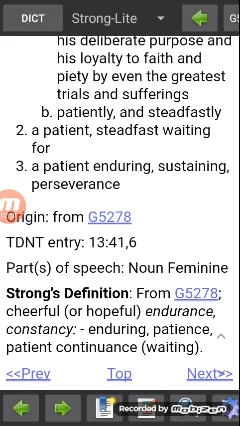 DICT Strong-Lite G
his deliberate purpose and
his loyalty to faith and
piety by even the greatest
trials and sufferings
b. patiently, and steadfastly
2. a patient, steadfast waiting
for
3. a patient enduring, sustaining,
perseverance
Origin: from G5278
TDNT entry: 13:41,6
Part(s) of speech: Noun Feminine
Strong's Definition: From G5278;
cheerful (or hopeful) endurance,
constancy: - enduring, patience,
patient continuance (waiting).
<<Prev Top Next>>
Recorded by mobizen